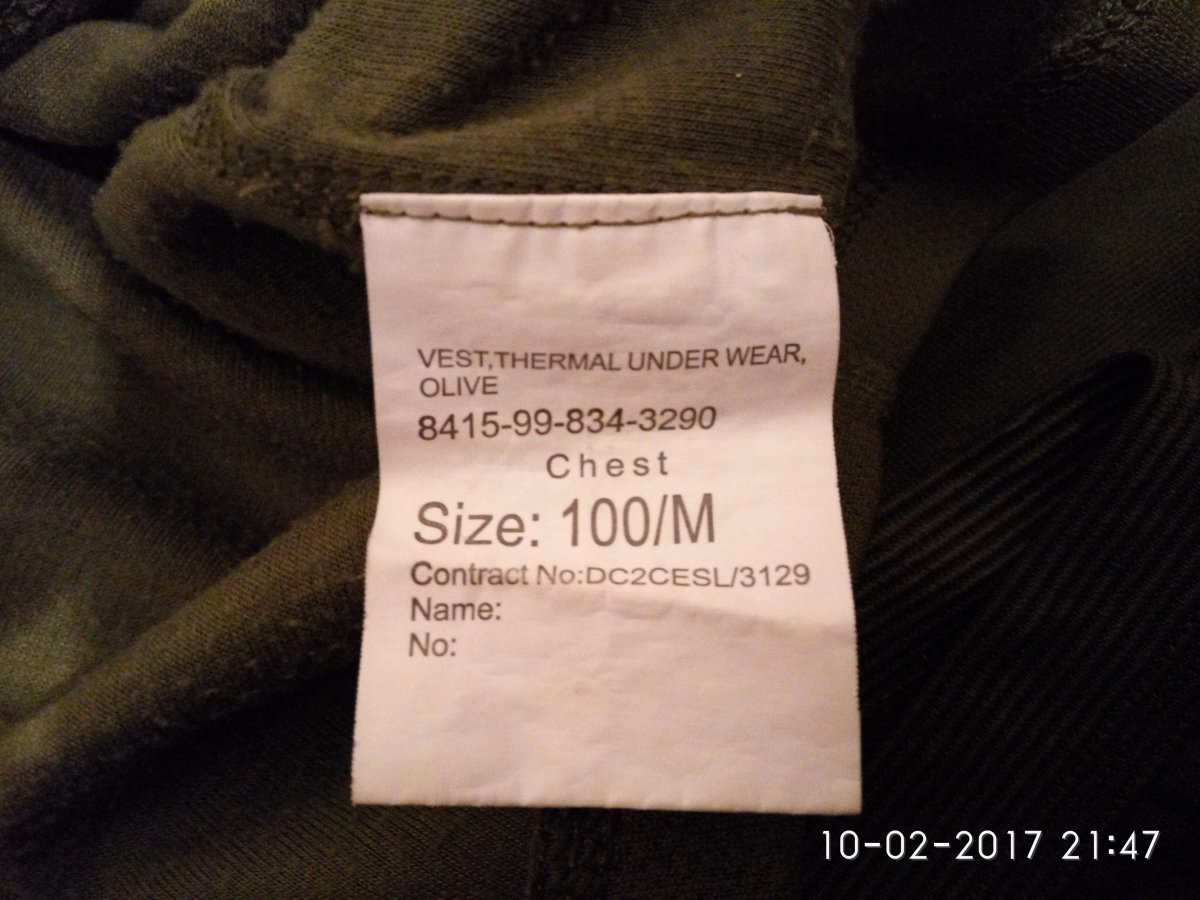 VEST,THERMAL UNDER WEAR,
OLIVE
8415-99-834-3290
Chest
Size: 100/M
Contract No:DC2CESL/3129
Name:
No:
10-02-2017 21:47